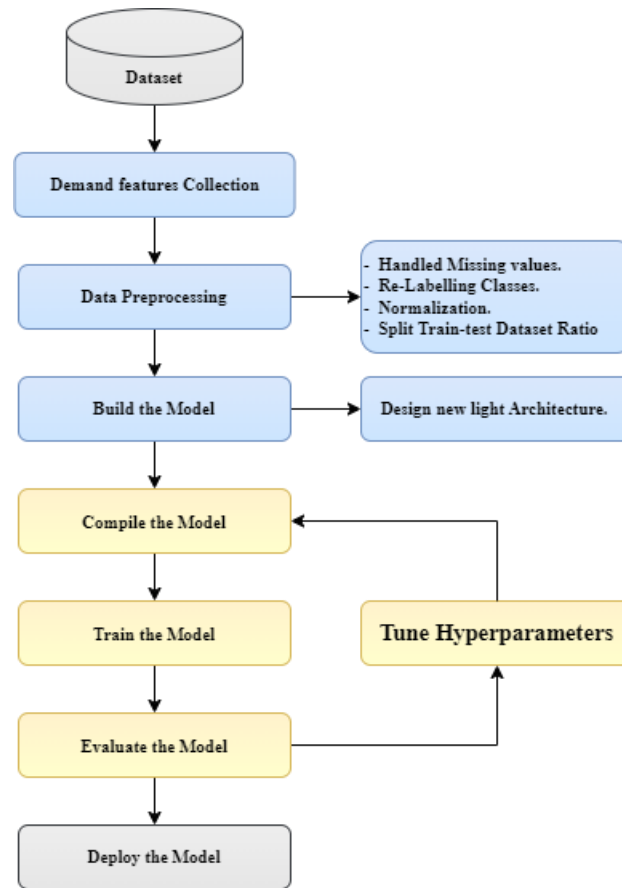 Dataset
Demand features Collection
Data Preprocessing
- Handled Missing values.
- Re-Labelling Classes.
- Normalization.
- Split Train-test Dataset Ratio
Build the Model
Design new light Architecture.
Compile the Model
Train the Model
Tune Hyperparameters
Evaluate the Model
Deploy the Model